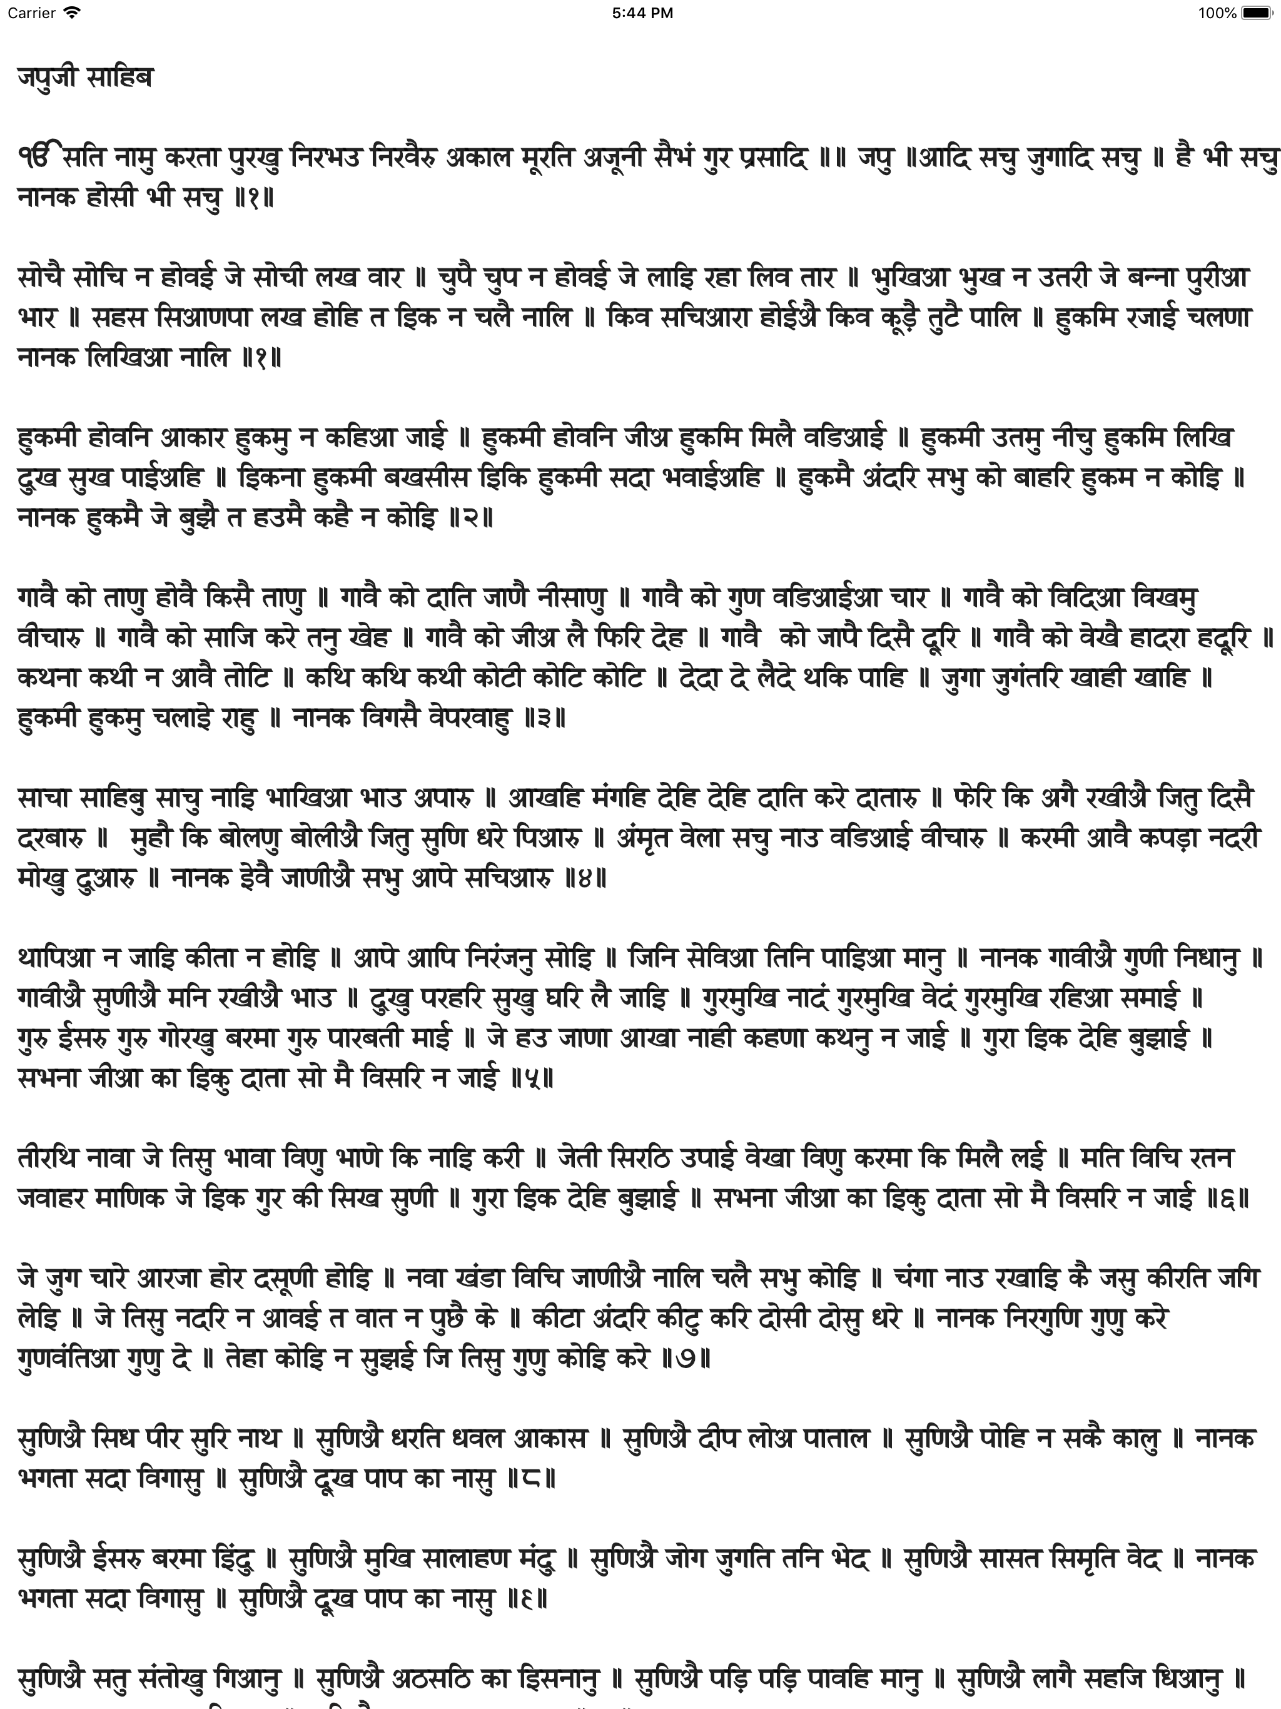 Carrier 5:44 PM 100%
जपुजी साहिब
१ੴ सति नामु करता पुरखु निरभउ निरवैरु अकाल मूरति अजूनी सैभं गुर प्रसादि ॥॥ जपु ॥आदि सचु जुगादि सचु ॥ है भी सचु
नानक होसी भी सचु ॥१॥
सोचै सोचि न होवई जे सोची लख वार ॥ चुपै चुप न होवई जे लाइि रहा लिव तार ॥ भुखिआ भुख न उतरी जे बन्ना पुरीआ
भार ॥ सहस सिआणपा लख होहि त इिक न चलै नालि ॥ किव सचिआरा होईअै किव कूड़ै तुटै पालि ॥ हुकमि रजाई चलणा
नानक लिखिआ नालि ॥१॥
हुकमी होवनि आकार हुकमु न कहिआ जाई ॥ हुकमी होवनि जीअ हुकमि मिलै वडिआई ॥ हुकमी उतमु नीचु हुकमि लिखि
दुख सुख पाईअहि ॥ इिकना हुकमी बखसीस इिकि हुकमी सदा भवाईअहि ॥ हुकमै अंदरि सभु को बाहरि हुकम न कोइि ॥
नानक हुकमै जे बुझै त हउमै कहै न कोइि ॥२॥
गावै को ताणु होवै किसै ताणु ॥ गावै को दाति जाणै नीसाणु ॥ गावै को गुण वडिआईआ चार ॥ गावै को विदिआ विखमु
वीचारु ॥ गावै को साजि करे तनु खेह ॥ गावै को जीअ लै फिरि देह ॥ गावै को जापै दिसै दूरि ॥ गावै को वेखै हादरा हदूरि ॥
कथना कथी न आवै तोटि ॥ कथि कथि कथी कोटी कोटि कोटि ॥ देदा दे लैदे थकि पाहि ॥ जुगा जुगंतरि खाही खाहि ॥
हुकमी हुकमु चलाइे राहु ॥ नानक विगसै वेपरवाहु ॥३॥
साचा साहिबु साचु नाइि भाखिआ भाउ अपारु ॥ आखहि मंगहि देहि देहि दाति करे दातारु ॥ फेरि कि अगै रखीअै जितु दिसै
दरबारु ॥ मुहौ कि बोलणु बोलीअै जितु सुणि धरे पिआरु ॥ अंमृत वेला सचु नाउ वडिआई वीचारु ॥ करमी आवै कपड़ा नदरी
मोखु दुआरु ॥ नानक इेवै जाणीअै सभु आपे सचिआरु ॥४॥
थापिआ न जाइि कीता न होइि ॥ आपे आपि निरंजनु सोइि ॥ जिनि सेविआ तिनि पाइिआ मानु ॥ नानक गावीअै गुणी निधानु ॥
गावीअै सुणीअै मनि रखीअै भाउ ॥ दुखु परहरि सुखु घरि लै जाइि ॥ गुरमुखि नादं गुरमुखि वेदं गुरमुखि रहिआ समाई ॥
गुरु ईसरु गुरु गोरखु बरमा गुरु पारबती माई ॥ जे हउ जाणा आखा नाही कहणा कथनु न जाई ॥ गुरा इिक देहि बुझाई ॥
सभना जीआ का इिकु दाता सो मै विसरि न जाई ॥५॥
तीरथि नावा जे तिसु भावा विणु भाणे कि नाइि करी ॥ जेती सिरठि उपाई वेखा विणु करमा कि मिलै लई ॥ मति विचि रतन
जवाहर माणिक जे इिक गुर की सिख सुणी ॥ गुरा इिक देहि बुझाई ॥ सभना जीआ का इिकु दाता सो मै विसरि न जाई ॥६॥
जे जुग चारे आरजा होर दसूणी होइि ॥ नवा खंडा विचि जाणीअै नालि चलै सभु कोइि ॥ चंगा नाउ रखाइि कै जसु कीरति जगि
लेइि ॥ जे तिसु नदरि न आवई त वात न पुछै के ॥ कीटा अंदरि कीटु करि दोसी दोसु धरे ॥ नानक निरगुणि गुणु करे
गुणवंतिआ गुणु दे ॥ तेहा कोइि न सुझई जि तिसु गुणु कोइि करे ॥७॥
सुणिअै सिध पीर सुरि नाथ ॥ सुणिअै धरति धवल आकास ॥ सुणिअै दीप लोअ पाताल ॥ सुणिअै पोहि न सकै कालु ॥ नानक
भगता सदा विगासु ॥ सुणिअै दूख पाप का नासु ॥८॥
सुणिअै ईसरु बरमा इिंदु ॥ सुणिअै मुखि सालाहण मंदु ॥ सुणिअै जोग जुगति तनि भेद ॥ सुणिअै सासत सिमृति वेद ॥ नानक
भगता सदा विगासु ॥ सुणिअै दूख पाप का नासु ॥९॥
सुणिअै सतु संतोखु गिआनु ॥ सुणिअै अठसठि का इिसनानु ॥ सुणिअै पड़ि पड़ि पावहि मानु ॥ सुणिअै लागै सहजि धिआनु ॥